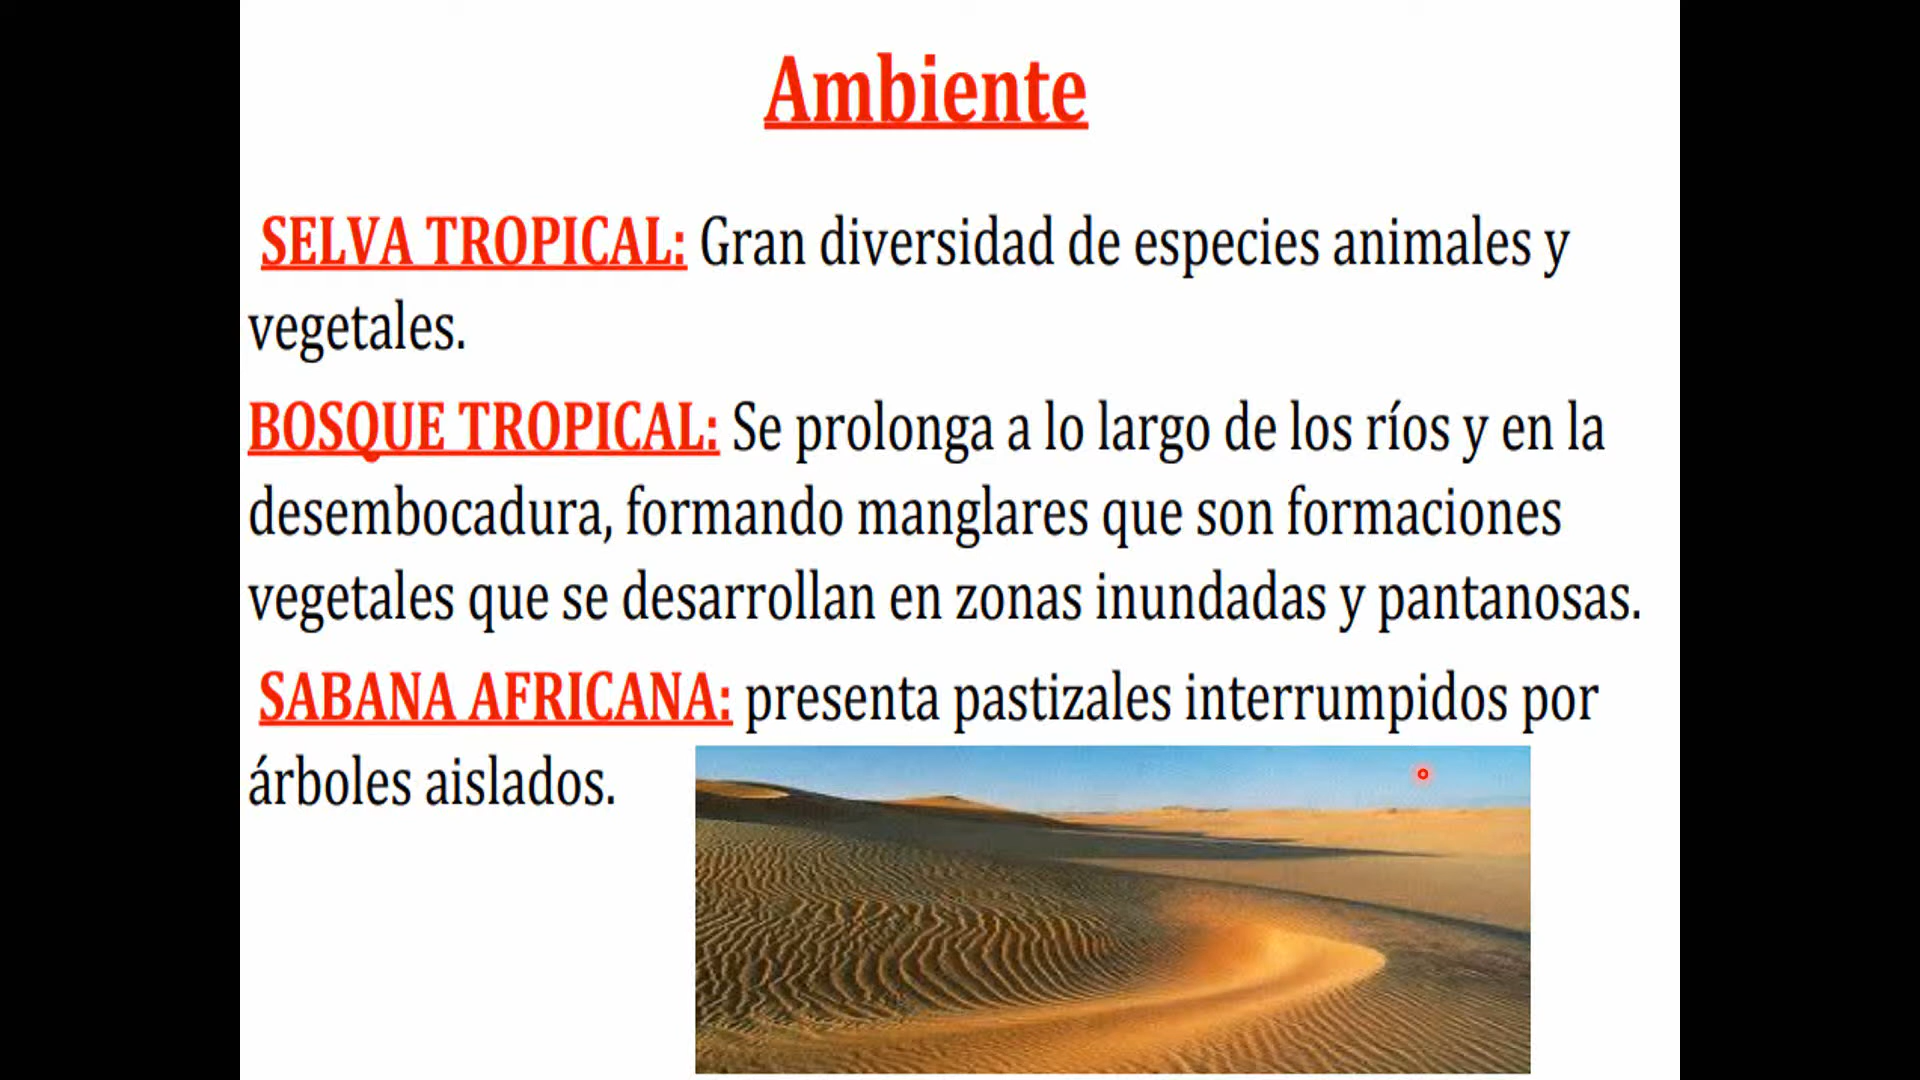 Ambiente
SELVA TROPICAL: Gran diversidad de especies animales y
vegetales.
BOSQUE TROPICAL: Se prolonga a lo largo de los ríos y en la
desembocadura, formando manglares que son formaciones
vegetales que se desarrollan en zonas inundadas y pantanosas.
SABANA AFRICANA: presenta pastizales interrumpidos por
árboles aislados.